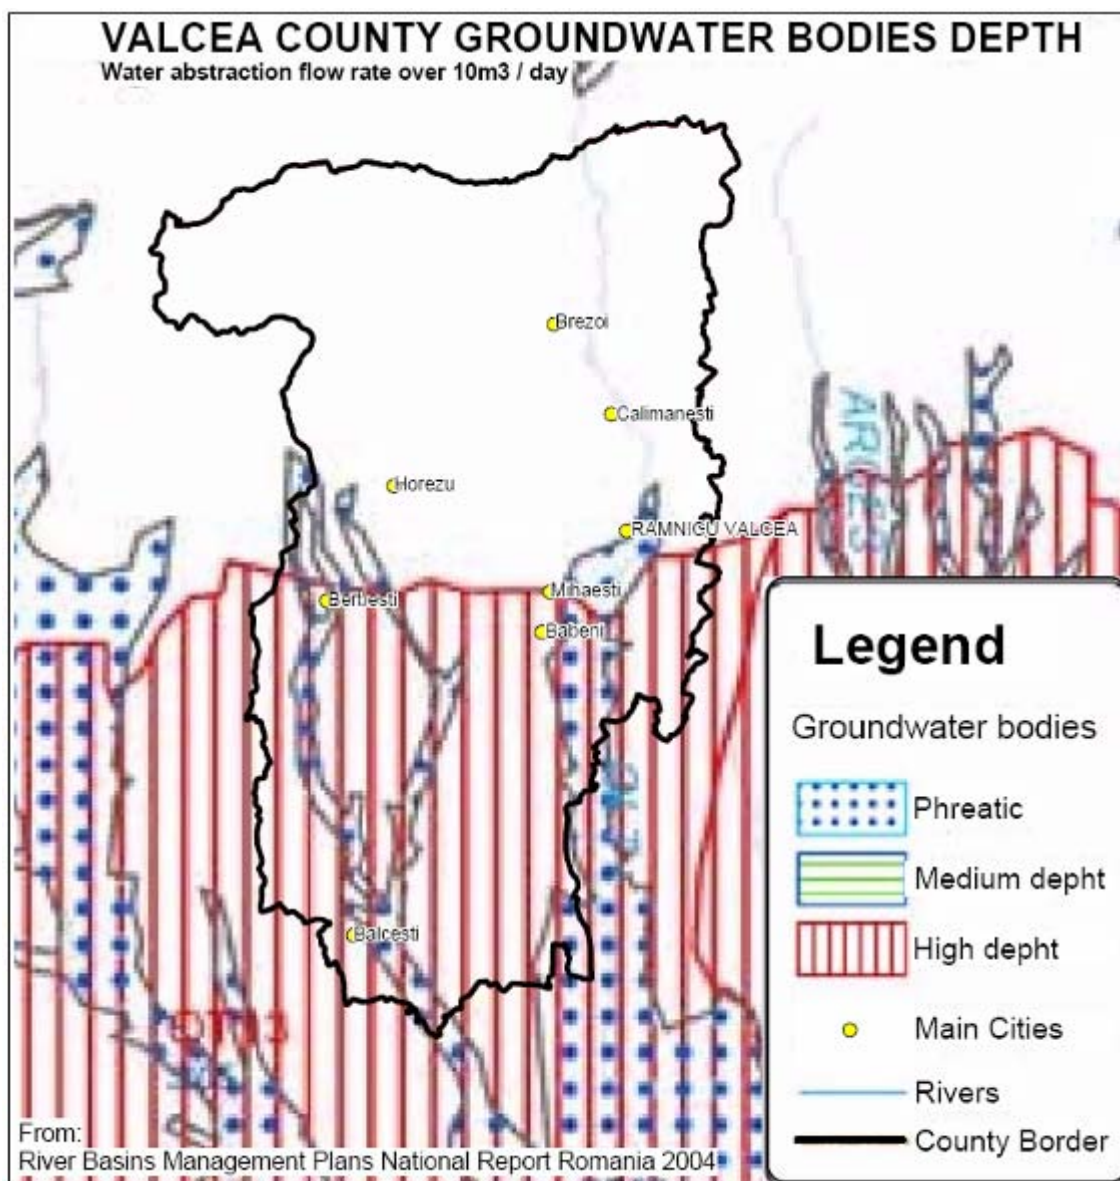 VALCEA COUNTY GROUNDWATER BODIES DEPTH
Water abstraction flow rate over 10m3 / day
Brezoi
Calimanesti
Horezu
RAMNICU VALCEA
Mihaesti
Berbesti
Babeni
Balcesti
ARGES
OLT
Legend
Groundwater bodies
Phreatic
Medium depht
High depht
Main Cities
Rivers
County Border
From:
River Basins Management Plans National Report Romania 2004